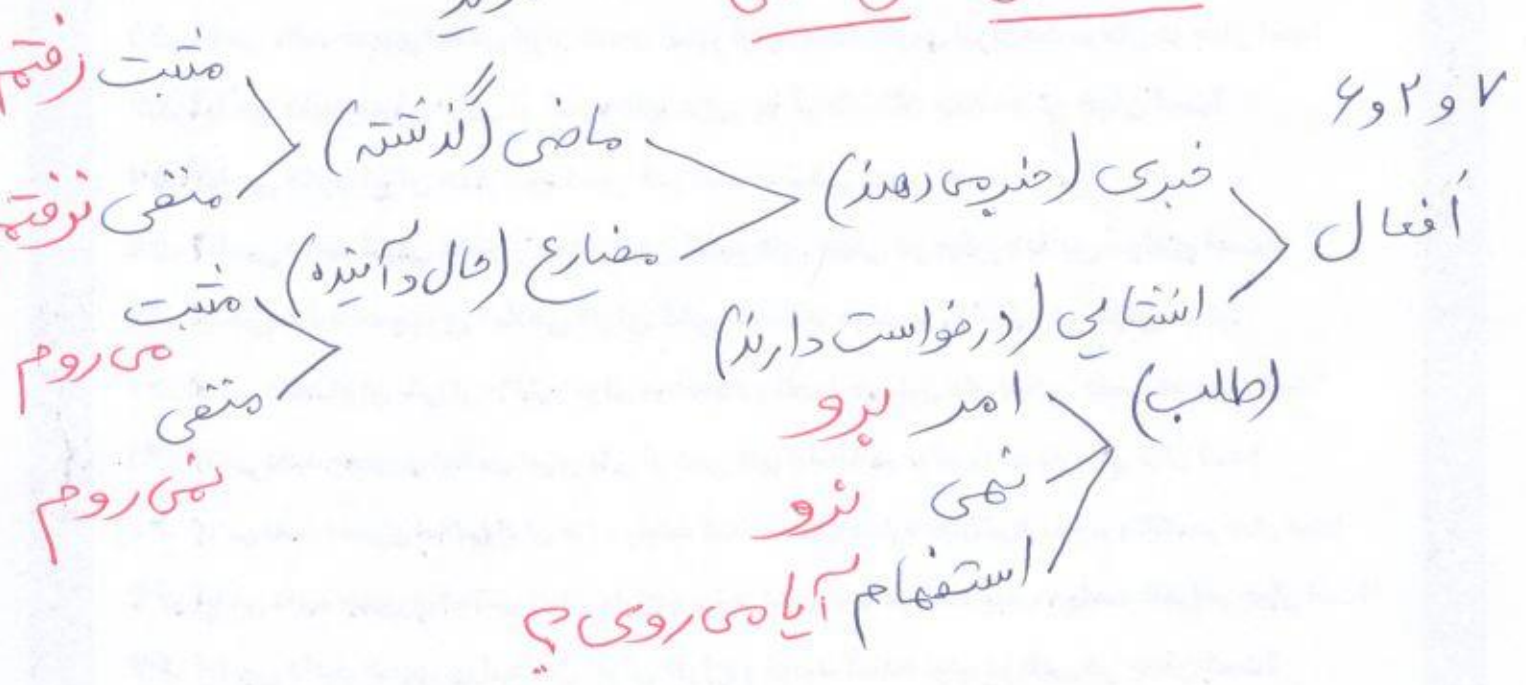 ۷ و ۲ و ۶
أفعال
خبری (خبر می دهند)
ماضی (گذشته)
مثبت رفتم
منفی نرفتم
مضارع (حال و آینده)
مثبت
می روم
منفی
نمی روم
انشایی (درخواست دارند)
(طلب)
امر برو
نهی نرو
استفهام آیا می روی؟